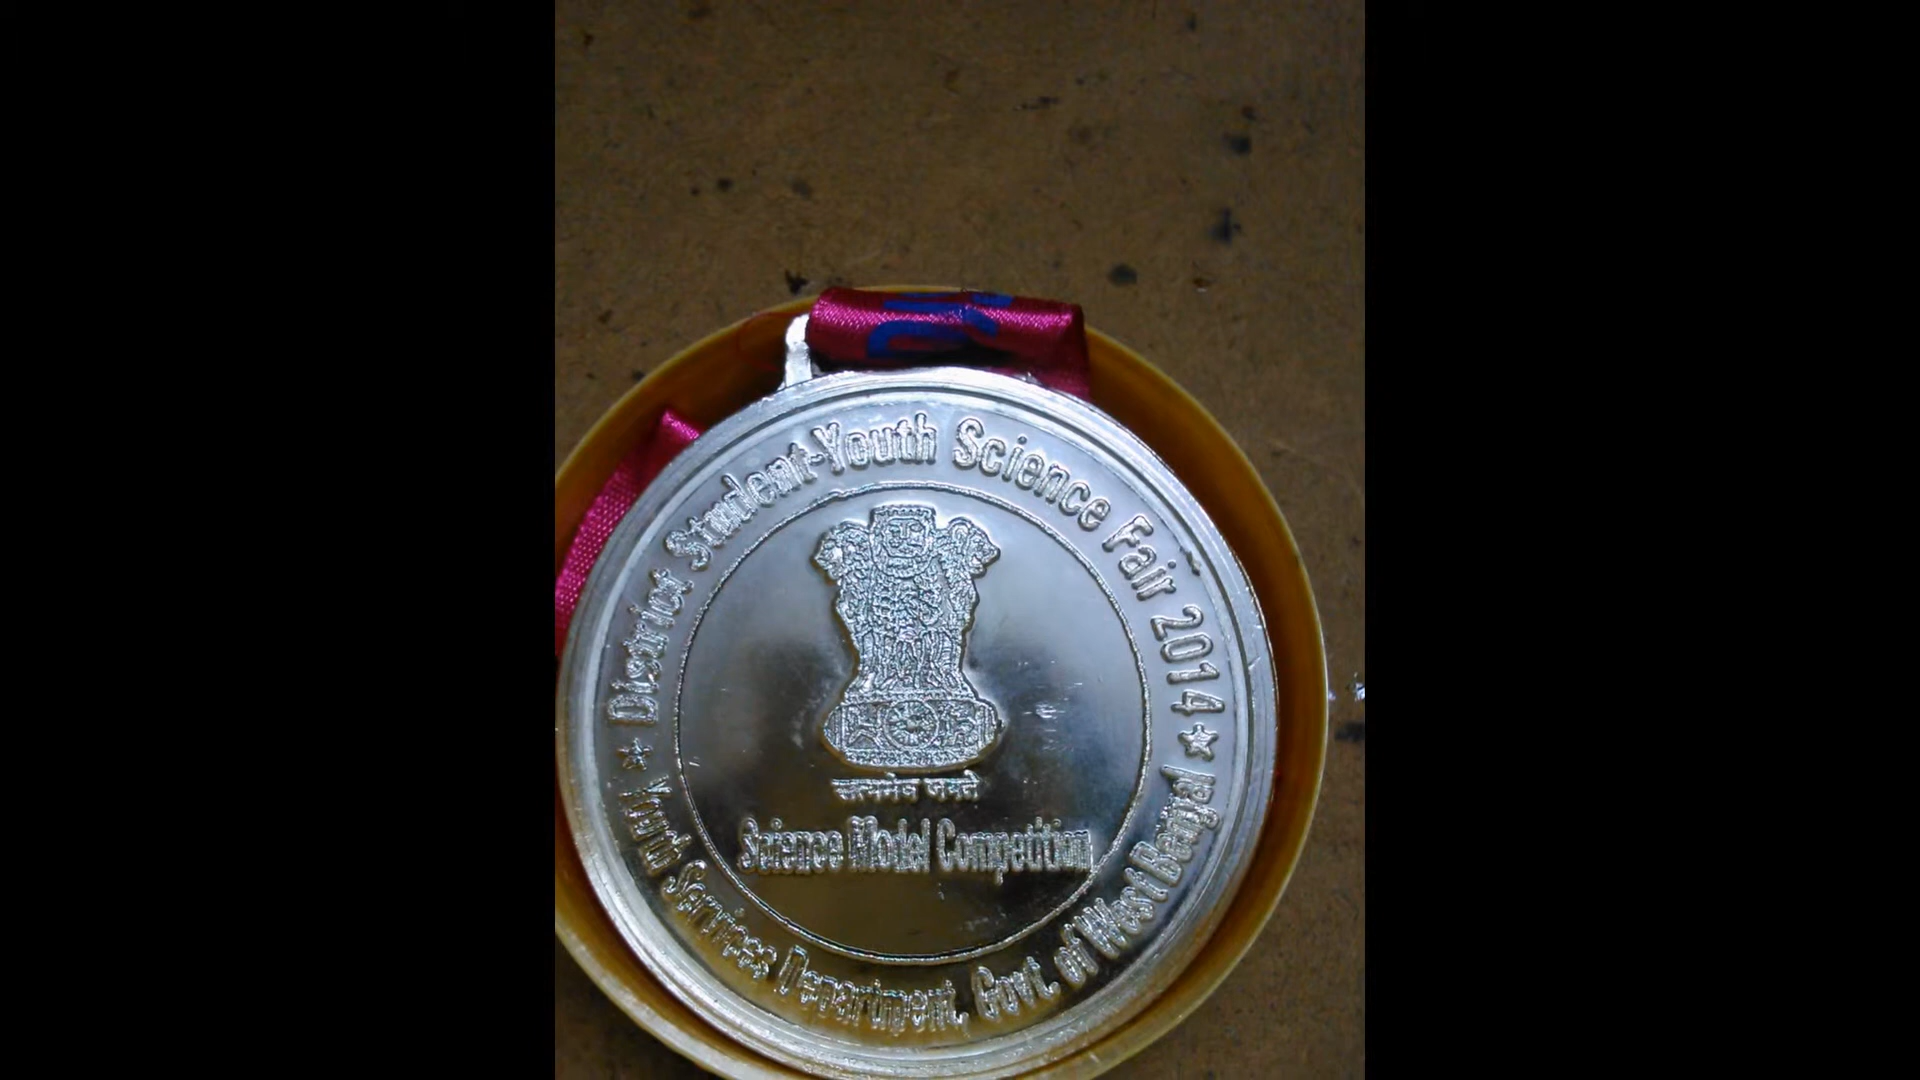 ★ District Student-Youth Science Fair 2014 ★
सत्यमेव जयते
Science Model Competition
Youth Services Department, Govt. of West Bengal